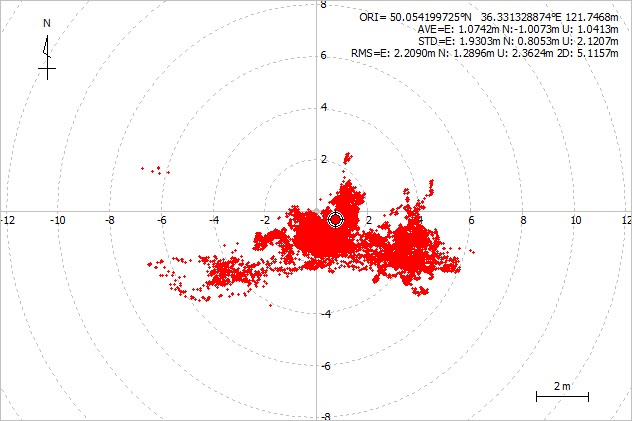 8
ORI= 50.054199725°N 36.331328874°E 121.7468m
AVE=E: 1.0742m N:-1.0073m U: 1.0413m
STD=E: 1.9303m N: 0.8053m U: 2.1207m
RMS=E: 2.2090m N: 1.2896m U: 2.3624m 2D: 5.1157m
N
6
4
2
-12 -10 -8 -6 -4 -2 2 4 6 8 10 12
-4
-6
-8
2 m